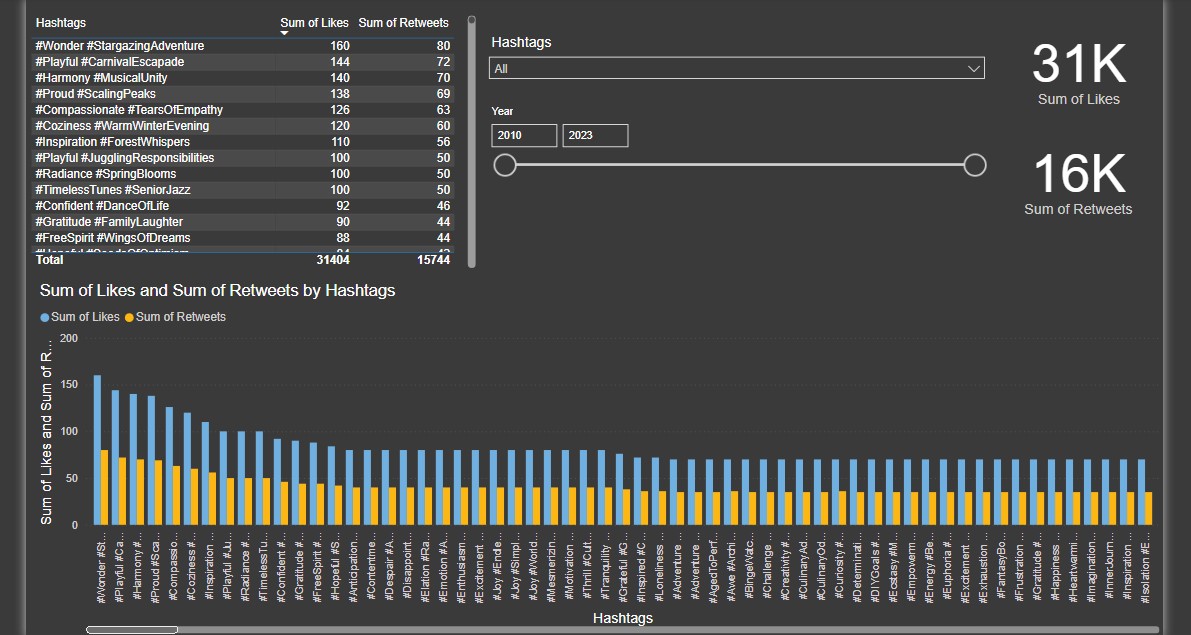 Hashtags Sum of Likes Sum of Retweets
#Wonder #StargazingAdventure 160 80
#Playful #CarnivalEscapade 144 72
#Harmony #MusicalUnity 140 70
#Proud #ScalingPeaks 138 69
#Compassionate #TearsOfEmpathy 126 63
#Coziness #WarmWinterEvening 120 60
#Inspiration #ForestWhispers 110 56
#Playful #JugglingResponsibilities 100 50
#Radiance #SpringBlooms 100 50
#TimelessTunes #SeniorJazz 100 50
#Confident #DanceOfLife 92 46
#Gratitude #FamilyLaughter 90 44
#FreeSpirit #WingsOfDreams 88 44
Total 31404 15744
Hashtags
All
Year
2010 2023
31K
Sum of Likes
16K
Sum of Retweets
Sum of Likes and Sum of Retweets by Hashtags
Sum of Likes Sum of Retweets
Sum of Likes and Sum of R...
200
150
100
50
0
#Wonder #St...
#Playful #Ca...
#Harmony #...
#Proud #Sca...
#Compassio...
#Coziness #...
#Inspiration ...
#Playful #Ju...
#Radiance #...
#TimelessTu...
#Confident #...
#Gratitude #...
#FreeSpirit #...
#Hopeful #S...
#Anticipation...
#Contentme...
#Despair #A...
#Disappoint...
#Elation #Ra...
#Emotion #A...
#Enthusiasm...
#Excitement ...
#Joy #Endle...
#Joy #Simpl...
#Joy #World...
#Mesmerizin...
#Motivation ...
#Thrill #Cutt...
#Tranquility ...
#Grateful #G...
#Inspired #C...
#Loneliness ...
#Adventure ...
#Adventure ...
#AgedToPerf...
#Awe #Archi...
#BingeWatc...
#Challenge ...
#Creativity #...
#CulinaryAd...
#CulinaryOd...
#Curiosity #...
#Determinati...
#DIYGoals #...
#Ecstasy #M...
#Empowerm...
#Energy #Be...
#Euphoria #...
#Excitement ...
#Exhaustion ...
#FantasyBo...
#Frustration ...
#Gratitude #...
#Happiness ...
#Heartwarmi...
#Imagination...
#InnerJourn...
#Inspiration ...
#Isolation #E...
Hashtags